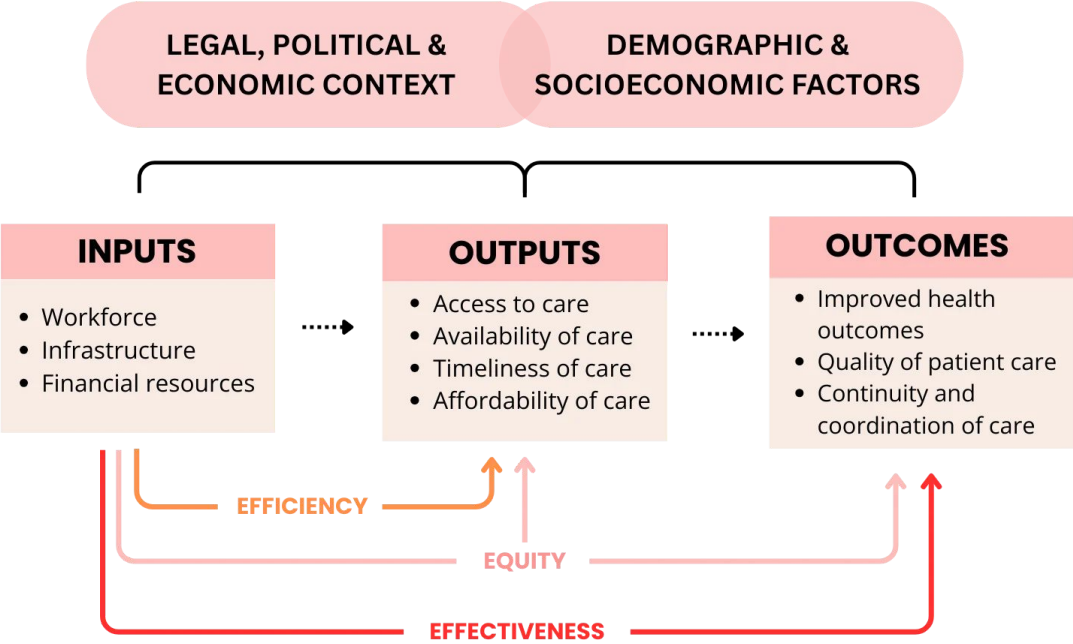 LEGAL, POLITICAL &
ECONOMIC CONTEXT
DEMOGRAPHIC &
SOCIOECONOMIC FACTORS
INPUTS
• Workforce
• Infrastructure
• Financial resources
OUTPUTS
• Access to care
• Availability of care
• Timeliness of care
• Affordability of care
OUTCOMES
• Improved health
outcomes
• Quality of patient care
• Continuity and
coordination of care
EFFICIENCY
EQUITY
EFFECTIVENESS